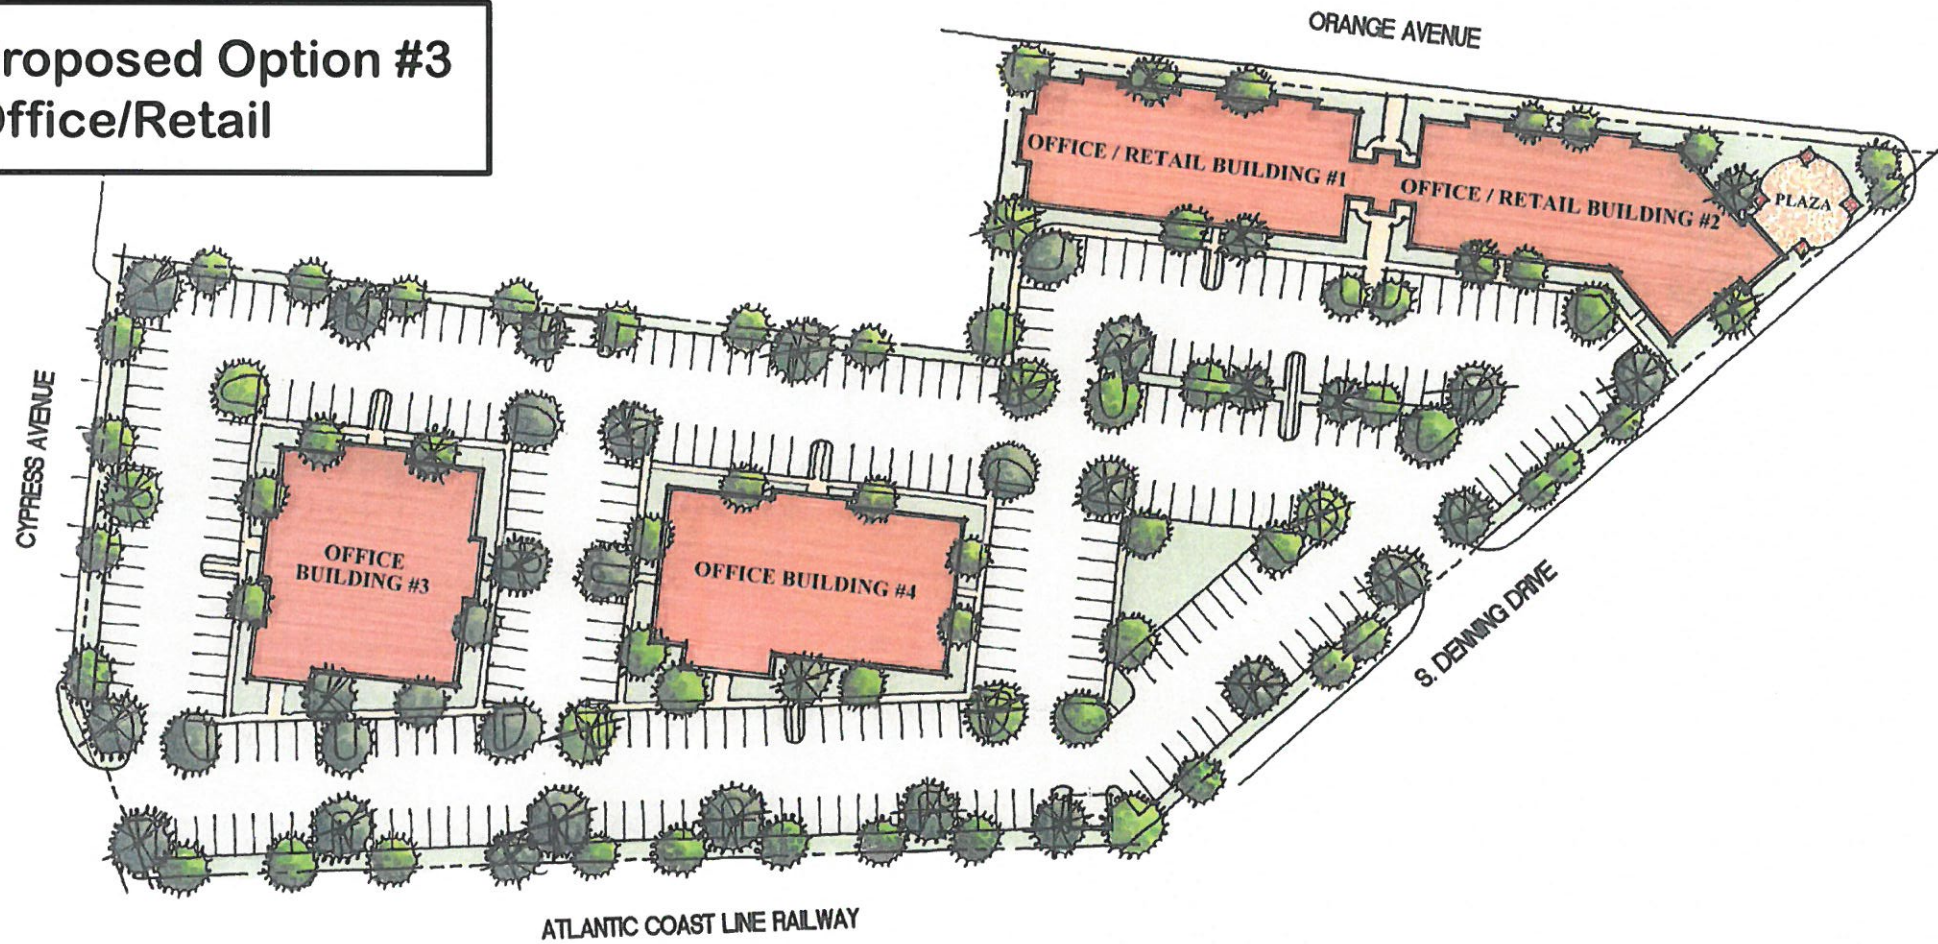 roposed Option #3
Office/Retail
ORANGE AVENUE
OFFICE / RETAIL BUILDING #1
OFFICE / RETAIL BUILDING #2
PLAZA
CYPRESS AVENUE
OFFICE
BUILDING #3
OFFICE BUILDING #4
S. DENNING DRIVE
ATLANTIC COAST LINE RAILWAY